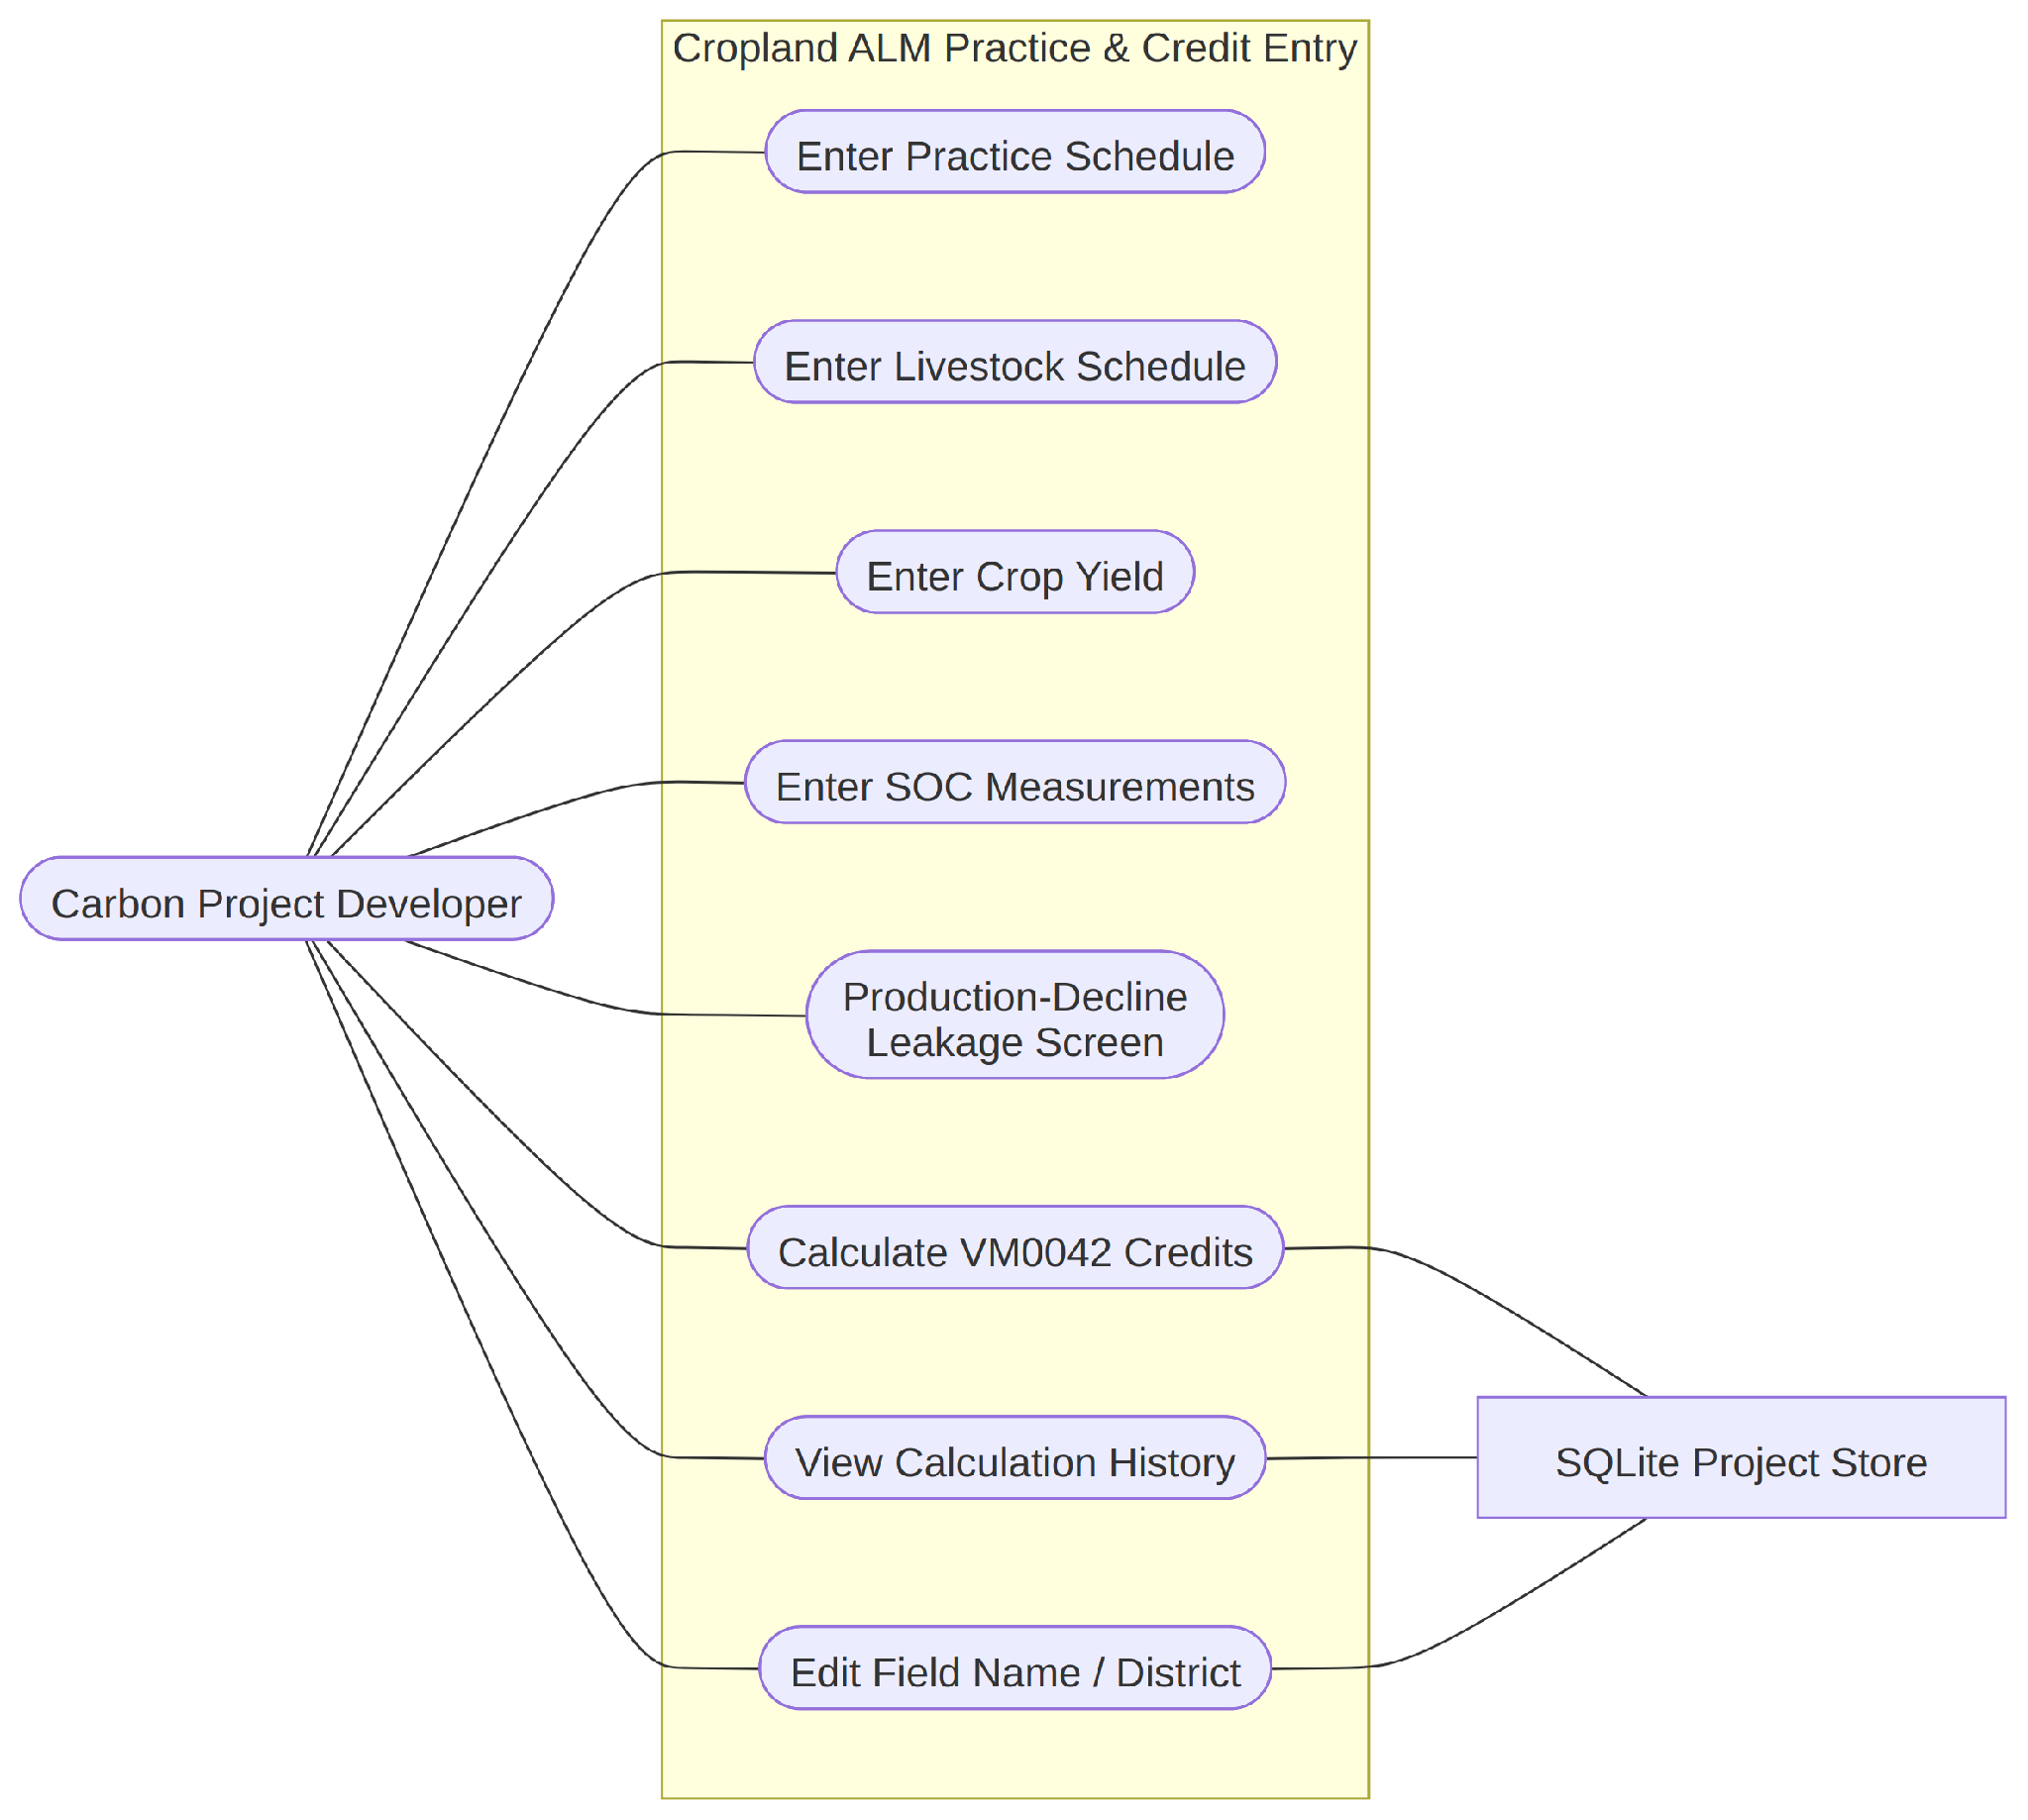 Cropland ALM Practice & Credit Entry
Enter Practice Schedule
Enter Livestock Schedule
Enter Crop Yield
Enter SOC Measurements
Carbon Project Developer
Production-Decline
Leakage Screen
Calculate VM0042 Credits
View Calculation History
SQLite Project Store
Edit Field Name / District